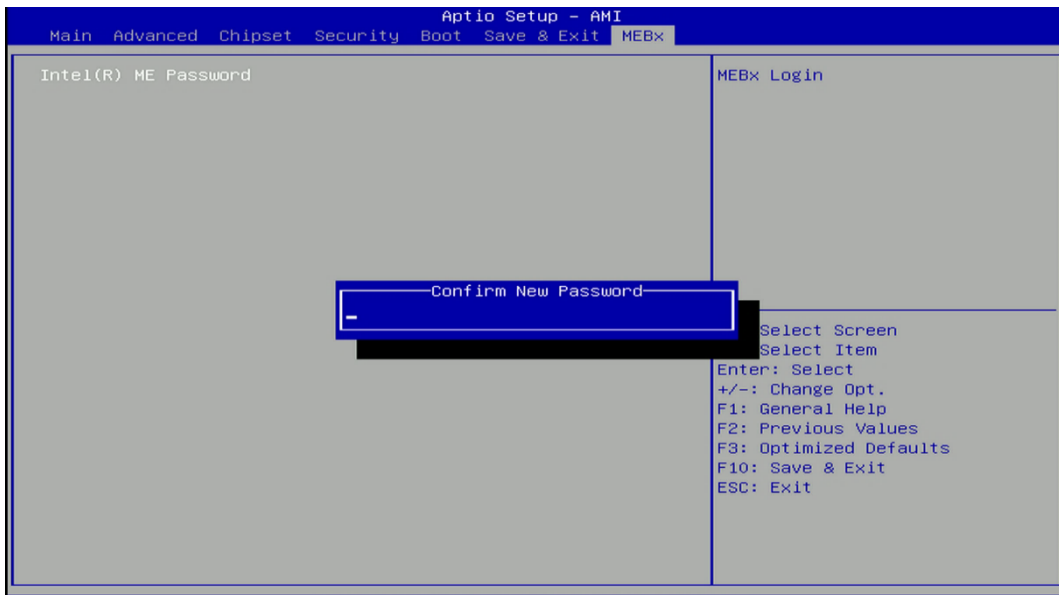 Aptio Setup – AMI
Main Advanced Chipset Security Boot Save & Exit MEBx
Intel(R) ME Password
MEBx Login
Confirm New Password
Select Screen
Select Item
Enter: Select
+/-: Change Opt.
F1: General Help
F2: Previous Values
F3: Optimized Defaults
F10: Save & Exit
ESC: Exit